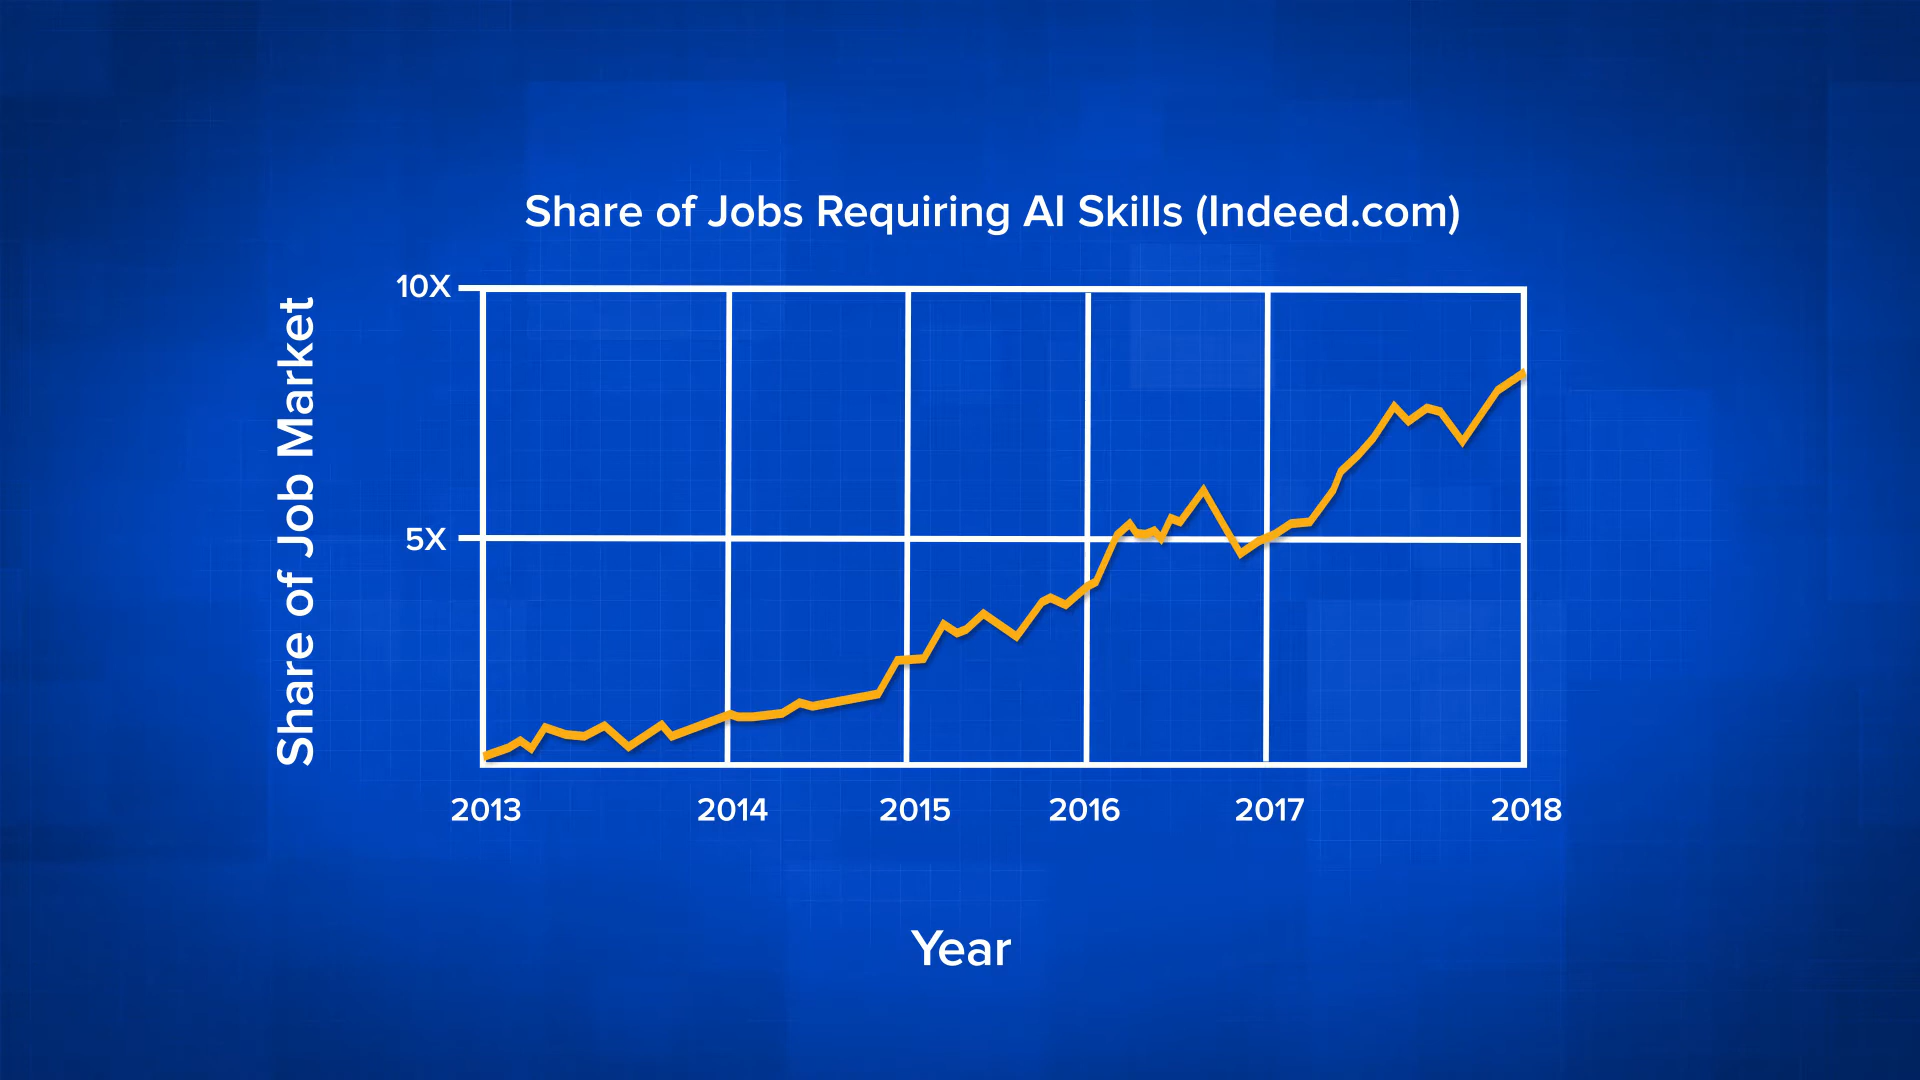 Share of Jobs Requiring AI Skills (Indeed.com)
Share of Job Market
10X
5X
2013 2014 2015 2016 2017 2018
Year